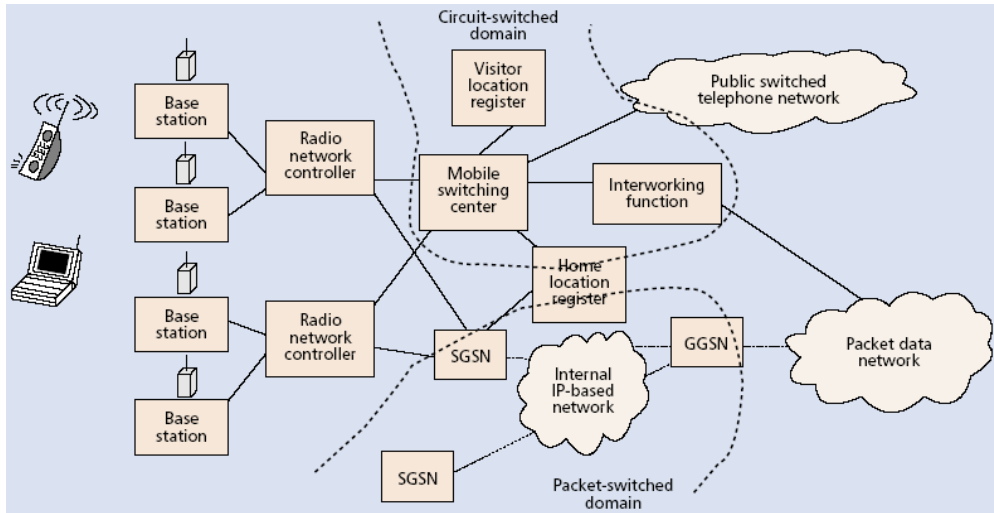 Circuit-switched
domain
Visitor
location
register
Public switched
telephone network
Base
station
Radio
network
controller
Mobile
switching
center
Interworking
function
Base
station
Home
location
register
Base
station
Radio
network
controller
SGSN
GGSN
Packet data
network
Internal
IP-based
network
Base
station
SGSN
Packet-switched
domain